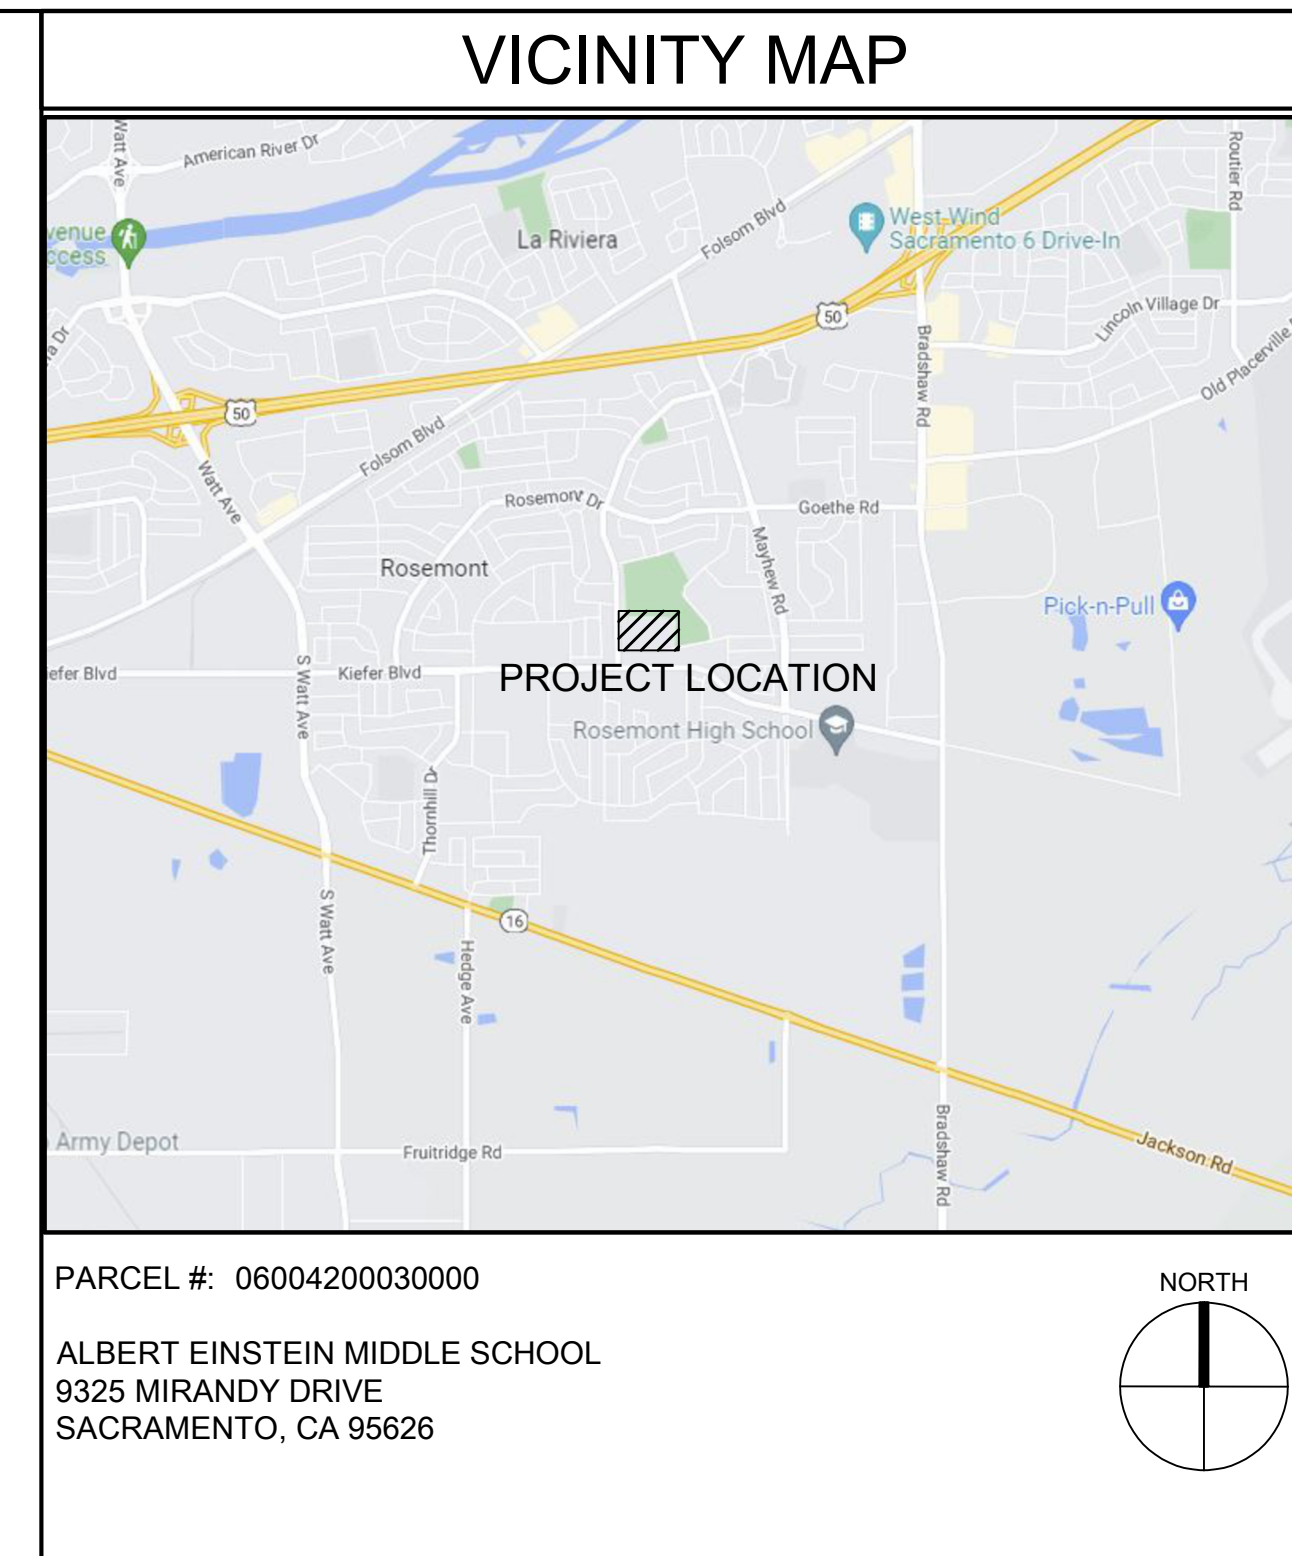 VICINITY MAP
Watt Ave
American River Dr
Routier Rd
West Wind
Sacramento 6 Drive-In
Folsom Blvd
La Riviera
venue
ccess
50
Lincoln Village Dr
a Dr
Bradshaw Rd
Old Placerville
50
Folsom Blvd
Watt Ave
Rosemont Dr
Goethe Rd
Mayhew Rd
Rosemont
Pick-n-Pull
iefer Blvd
S Watt Ave
Kiefer Blvd
PROJECT LOCATION
Rosemont High School
Thornhill Dr
16
S Watt Ave
Hedge Ave
Army Depot
Fruitridge Rd
Bradshaw Rd
Jackson Rd
PARCEL #: 06004200030000
NORTH
ALBERT EINSTEIN MIDDLE SCHOOL
9325 MIRANDY DRIVE
SACRAMENTO, CA 95626